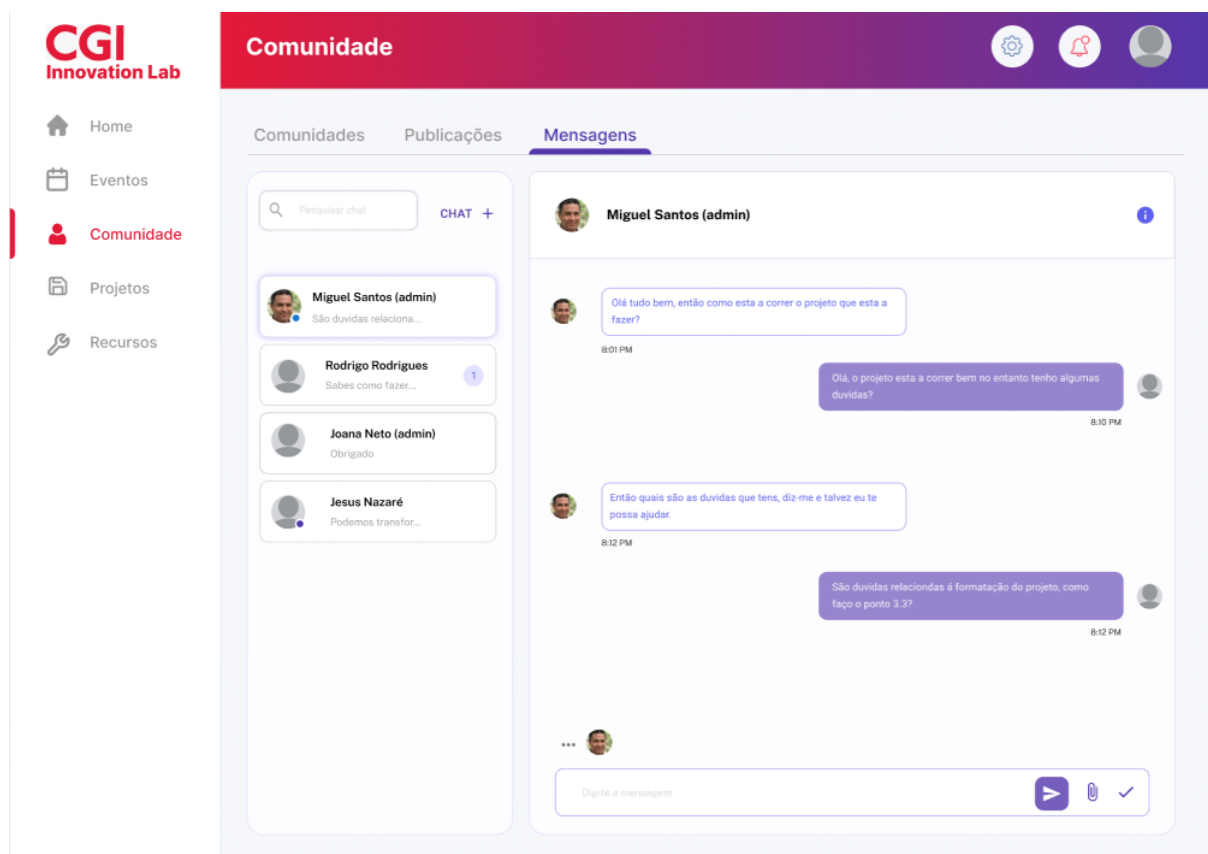 CGI
Innovation Lab
Home
Eventos
Comunidade
Projetos
Recursos
Comunidade
Comunidades
Publicações
Mensagens
Pesquisar chat
CHAT +
Miguel Santos (admin)
São duvidas relaciona...
Rodrigo Rodrigues
Sabes como fazer...
1
Joana Neto (admin)
Obrigado
Jesus Nazaré
Podemos transfor...
Miguel Santos (admin)
Olá tudo bem, então como esta a correr o projeto que esta a
fazer?
8:01 PM
Olá, o projeto esta a correr bem no entanto tenho algumas
duvidas?
8:10 PM
Então quais são as duvidas que tens, diz-me e talvez eu te
possa ajudar.
8:12 PM
São duvidas relaciondas á formatação do projeto, como
faço o ponto 3.3?
8:12 PM
Digite a mensagem